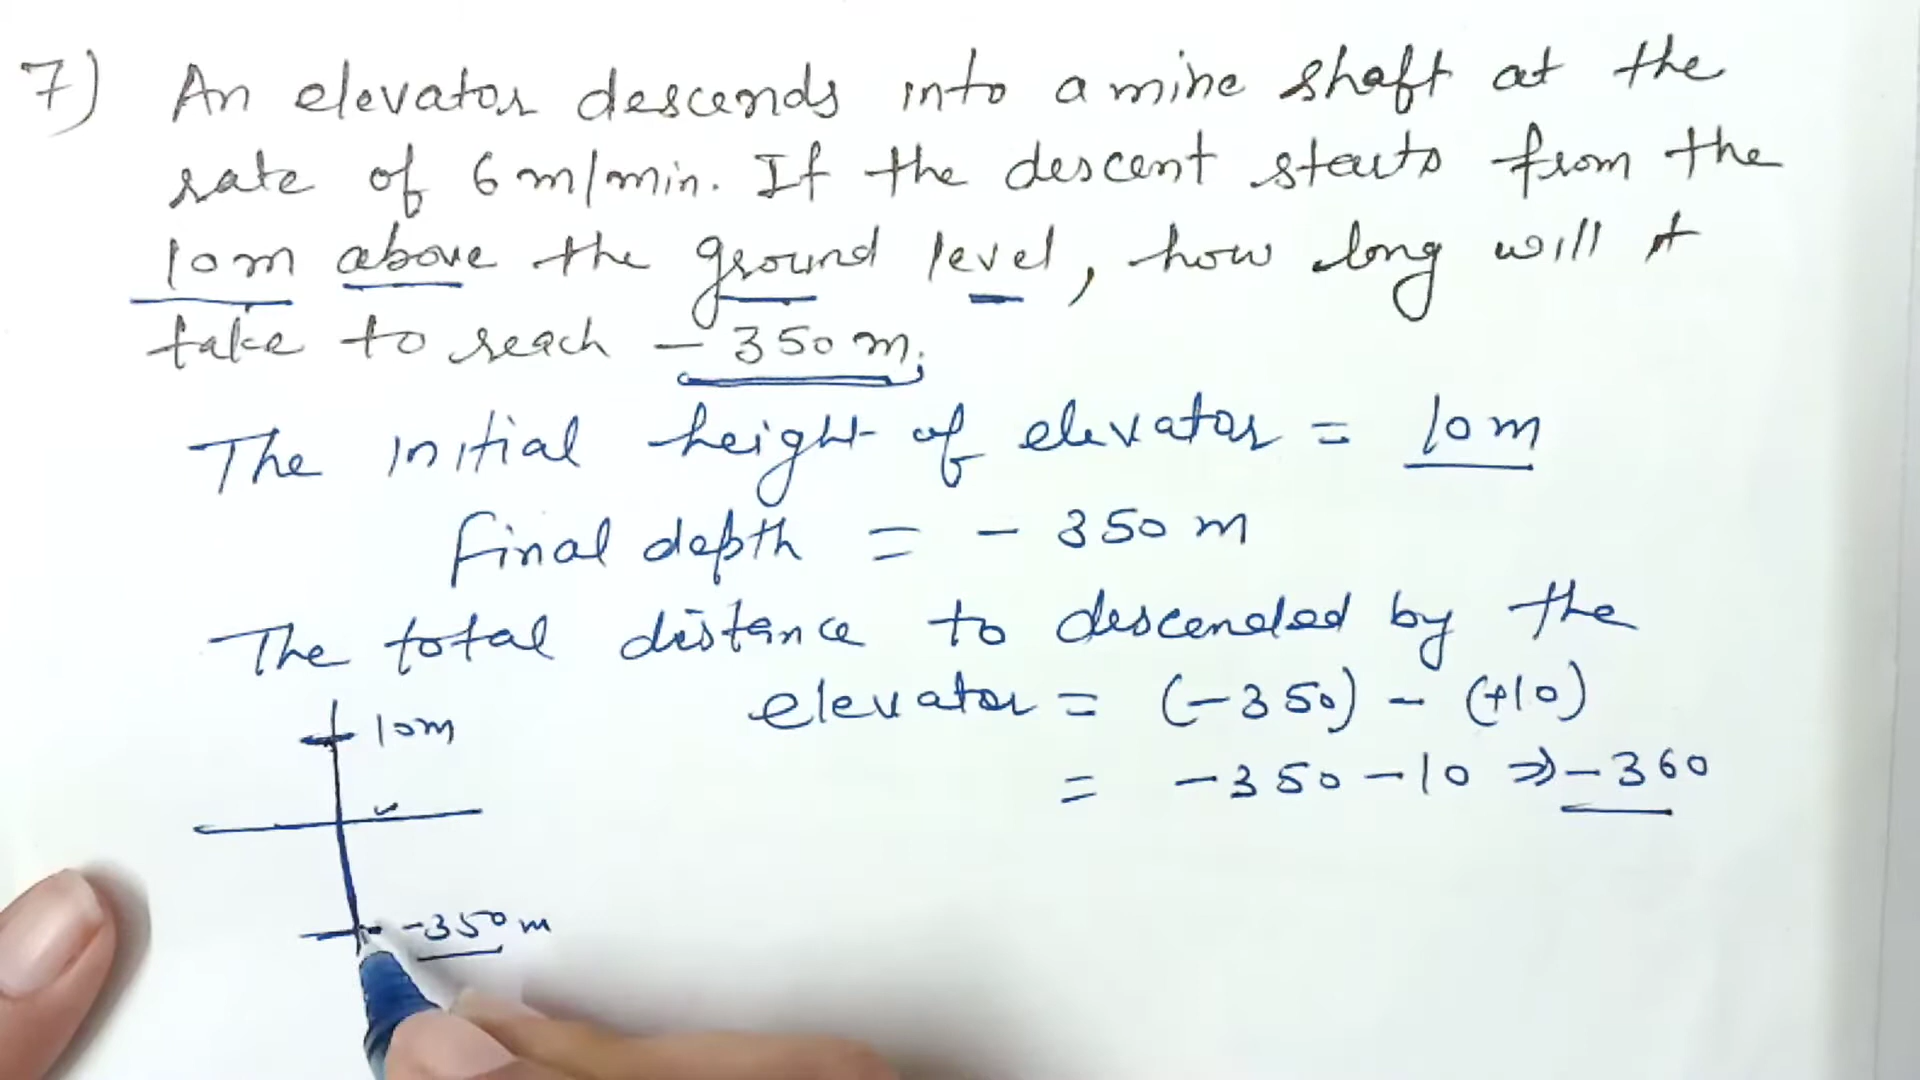 7) An elevator descends into a mine shaft at the
rate of 6 m/min. If the descent starts from the
10m above the ground level, how long will it
take to reach - 350 m.
The initial height of elevator = 10 m
final depth = - 350 m
The total distance to descended by the
elevator = (-350) - (+10)
= -350 - 10 ⇒ -360
10m
-350 m